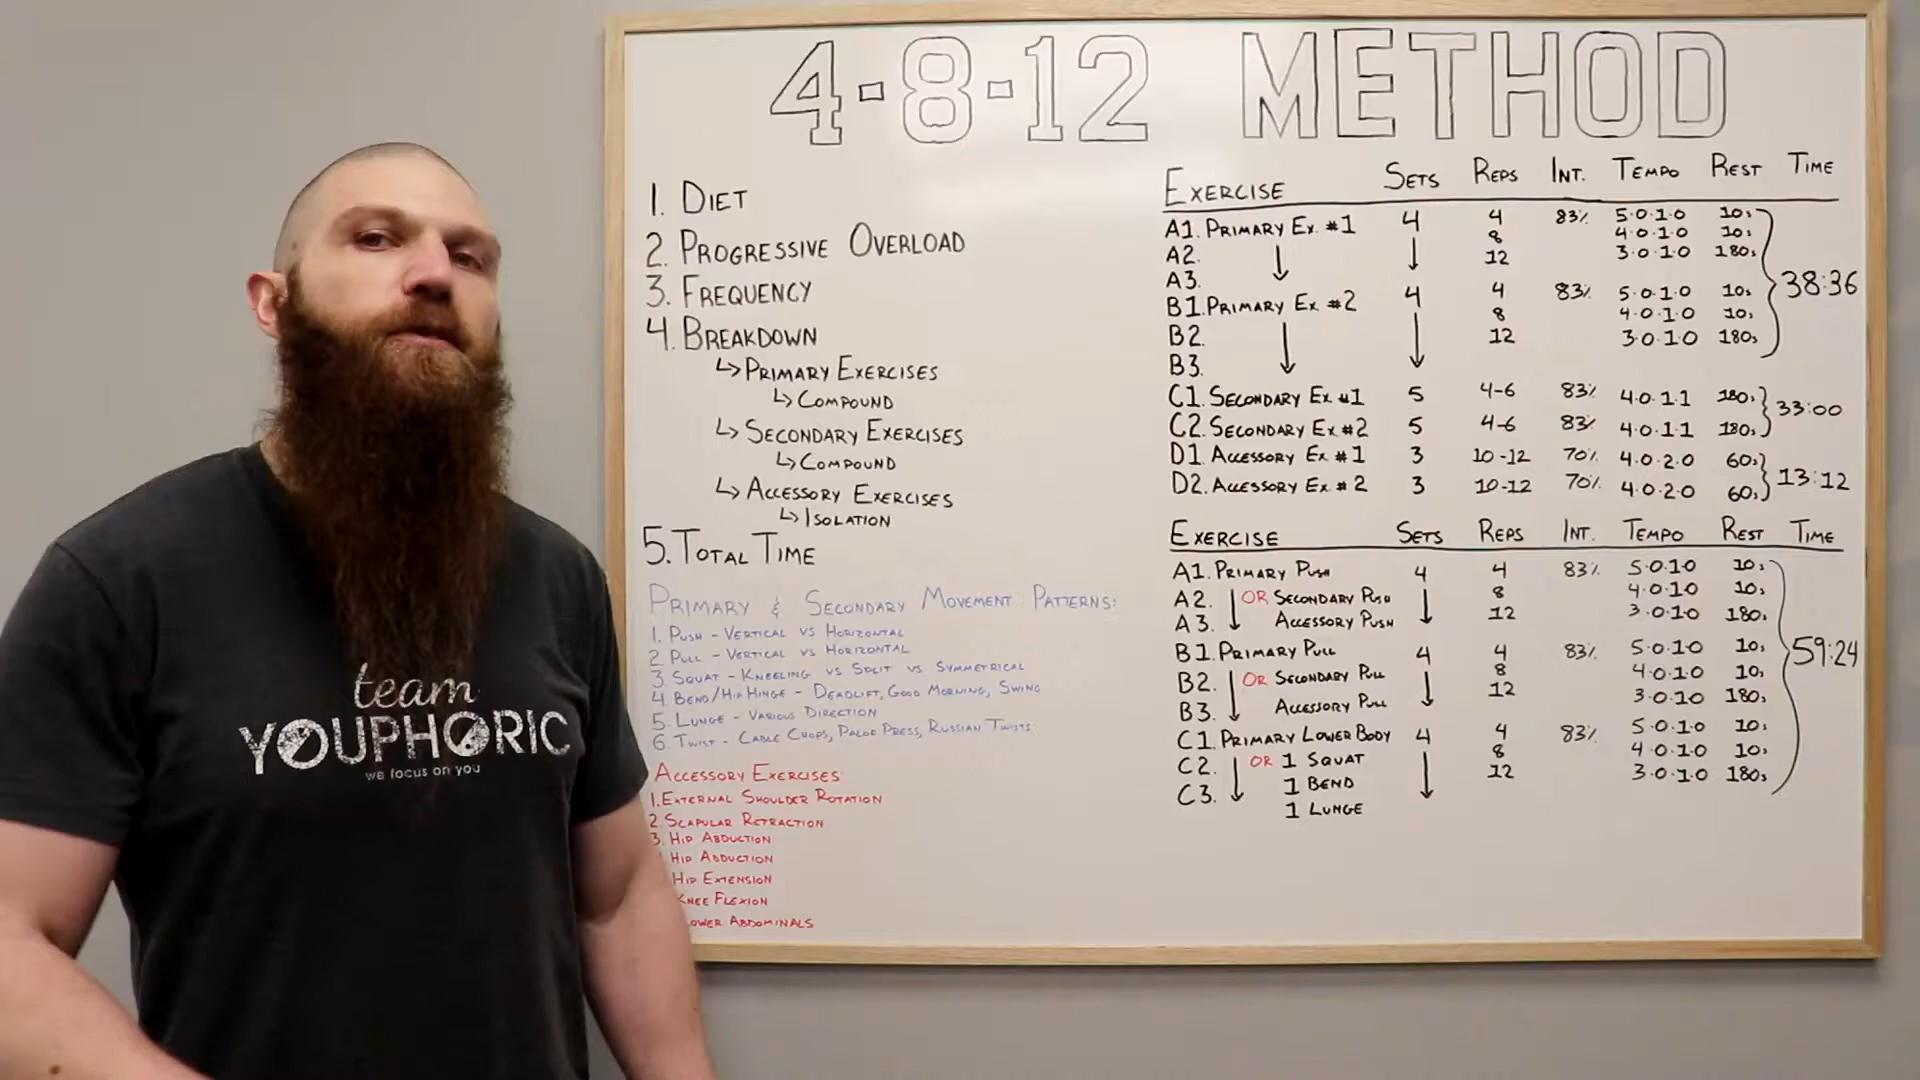 4-8-12 METHOD
1. DIET
2. PROGRESSIVE OVERLOAD
3. FREQUENCY
4. BREAKDOWN
↳ PRIMARY EXERCISES
↳ COMPOUND
↳ SECONDARY EXERCISES
↳ COMPOUND
↳ ACCESSORY EXERCISES
↳ ISOLATION
5. TOTAL TIME
PRIMARY & SECONDARY MOVEMENT PATTERNS:
1. PUSH - VERTICAL VS HORIZONTAL
2 PULL - VERTICAL VS HORIZONTAL
3 SQUAT - KNEELING VS SPLIT VS SYMMETRICAL
4 BEND/HIP HINGE - DEADLIFT, GOOD MORNING, SWING
5. LUNGE - VARIOUS DIRECTION
6. TWIST - CABLE CHOPS, PALOF PRESS, RUSSIAN TWISTS
ACCESSORY EXERCISES:
1. EXTERNAL SHOULDER ROTATION
2. SCAPULAR RETRACTION
3. HIP ABDUCTION
HIP ADDUCTION
HIP EXTENSION
KNEE FLEXION
LOWER ABDOMINALS
EXERCISE SETS REPS INT. TEMPO REST TIME
A1. PRIMARY EX. #1 4 4 83% 5·0·1·0 10s
A2. ↓ ↓ 8 4·0·1·0 10s
A3. 12 3·0·1·0 180s
38:36
B1. PRIMARY EX #2 4 4 83% 5·0·1·0 10s
B2. ↓ ↓ 8 4·0·1·0 10s
B3. 12 3·0·1·0 180s
C1. SECONDARY EX #1 5 4-6 83% 4·0·1·1 180s
33:00
C2. SECONDARY EX #2 5 4-6 83% 4·0·1·1 180s
D1. ACCESSORY EX #1 3 10-12 70% 4·0·2·0 60s
13:12
D2. ACCESSORY EX #2 3 10-12 70% 4·0·2·0 60s
EXERCISE SETS REPS INT. TEMPO REST TIME
A1. PRIMARY PUSH 4 4 83% 5·0·1·0 10s
A2. ↓ OR SECONDARY PUSH ↓ 8 4·0·1·0 10s
A3. ACCESSORY PUSH 12 3·0·1·0 180s
B1. PRIMARY PULL 4 4 83% 5·0·1·0 10s
59:24
B2. ↓ OR SECONDARY PULL ↓ 8 4·0·1·0 10s
B3. ACCESSORY PULL 12 3·0·1·0 180s
C1. PRIMARY LOWER BODY 4 4 83% 5·0·1·0 10s
C2. ↓ OR 1 SQUAT ↓ 8 4·0·1·0 10s
C3. 1 BEND 12 3·0·1·0 180s
1 LUNGE
team
YOUPHORIC
we focus on you